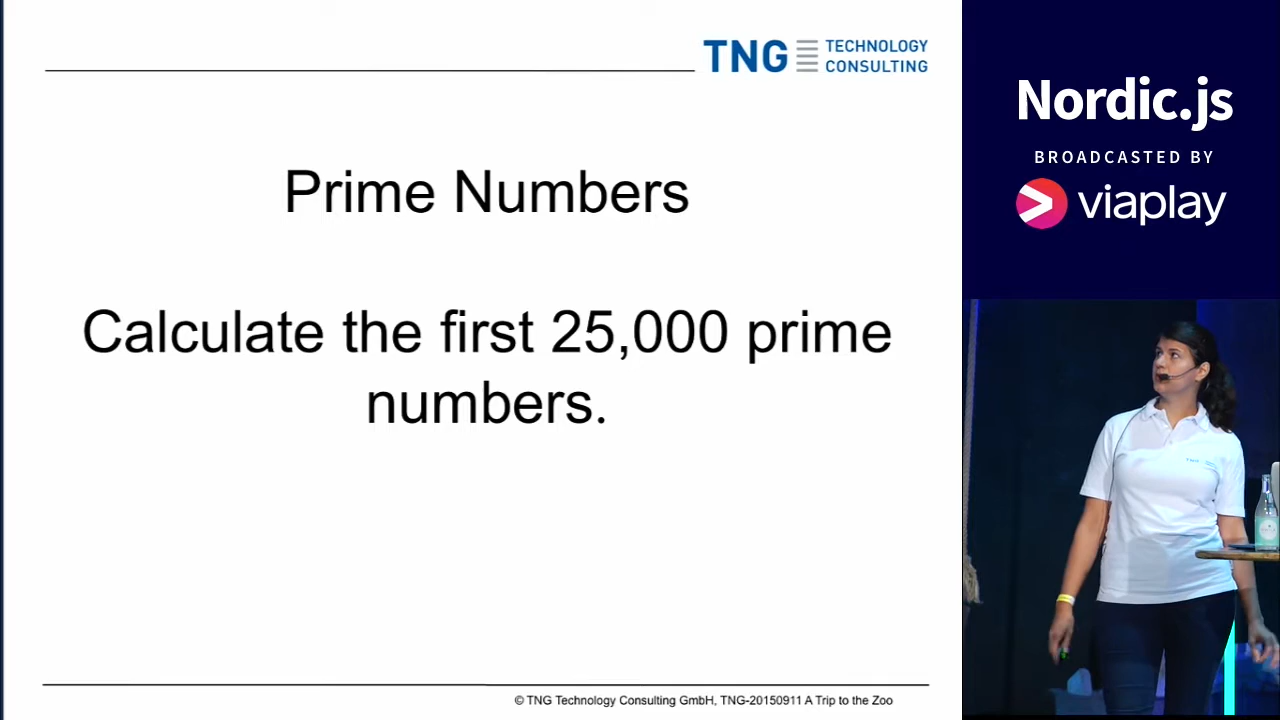 TNG TECHNOLOGY
CONSULTING
Prime Numbers
Calculate the first 25,000 prime
numbers.
© TNG Technology Consulting GmbH, TNG-20150911 A Trip to the Zoo
Nordic.js
BROADCASTED BY
viaplay
TNG